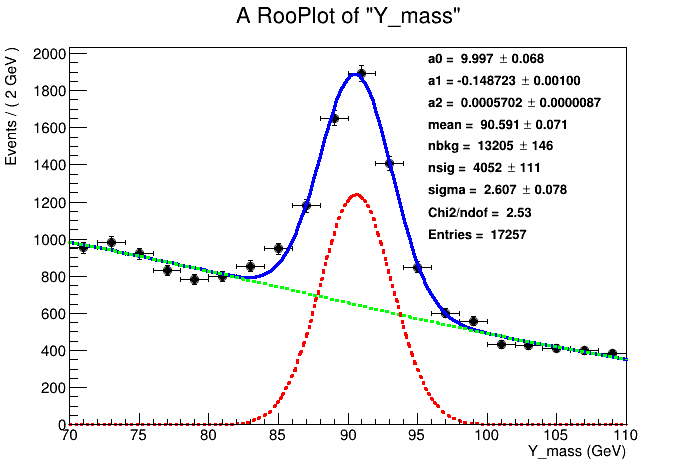 A RooPlot of "Y_mass"
Events / ( 2 GeV )
2000
1800
1600
1400
1200
1000
800
600
400
200
0
a0 = 9.997 ± 0.068
a1 = -0.148723 ± 0.00100
a2 = 0.0005702 ± 0.0000087
mean = 90.591 ± 0.071
nbkg = 13205 ± 146
nsig = 4052 ± 111
sigma = 2.607 ± 0.078
Chi2/ndof = 2.53
Entries = 17257
70 75 80 85 90 95 100 105 110
Y_mass (GeV)